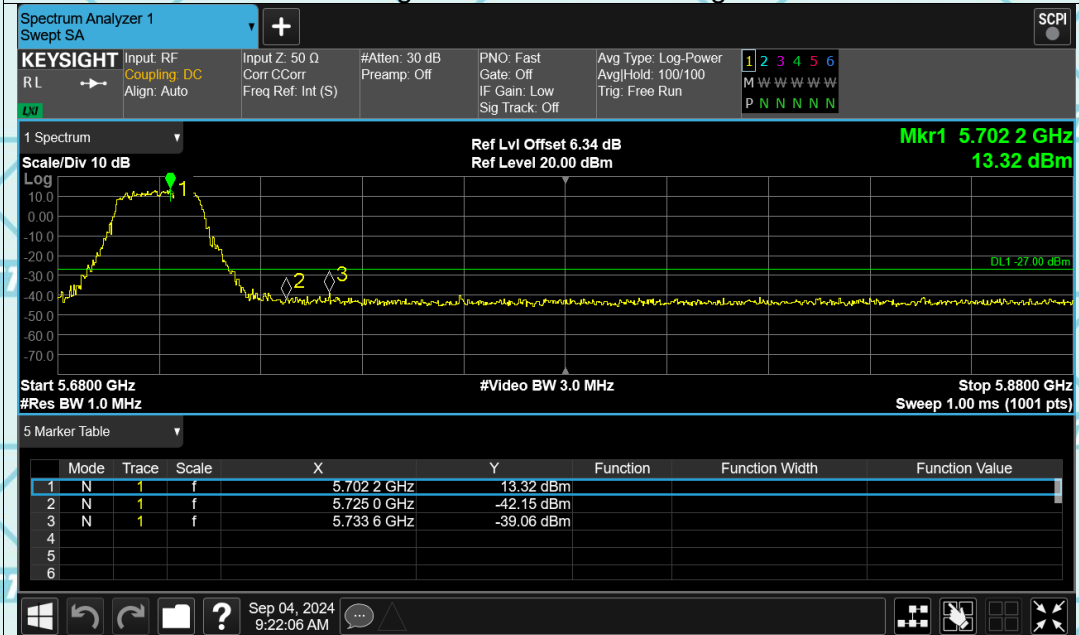 Spectrum Analyzer 1
Swept SA
+
SCPI
KEYSIGHT Input: RF Input Z: 50 Ω #Atten: 30 dB PNO: Fast Avg Type: Log-Power 1 2 3 4 5 6
RL Coupling: DC Corr CCorr Preamp: Off Gate: Off Avg|Hold: 100/100 M W W W W W W
Align: Auto Freq Ref: Int (S) IF Gain: Low Trig: Free Run
LXI Sig Track: Off P N N N N N N
1 Spectrum Ref Lvl Offset 6.34 dB Mkr1 5.702 2 GHz
Scale/Div 10 dB Ref Level 20.00 dBm 13.32 dBm
Log
1
10.0
0.00
-10.0
-20.0
DL1 -27.00 dBm
-30.0
2 3
-40.0
-50.0
-60.0
-70.0
Start 5.6800 GHz #Video BW 3.0 MHz Stop 5.8800 GHz
#Res BW 1.0 MHz Sweep 1.00 ms (1001 pts)
5 Marker Table
Mode Trace Scale X Y Function Function Width Function Value
1 N 1 f 5.702 2 GHz 13.32 dBm
2 N 1 f 5.725 0 GHz -42.15 dBm
3 N 1 f 5.733 6 GHz -39.06 dBm
4
5
6
? Sep 04, 2024
9:22:06 AM